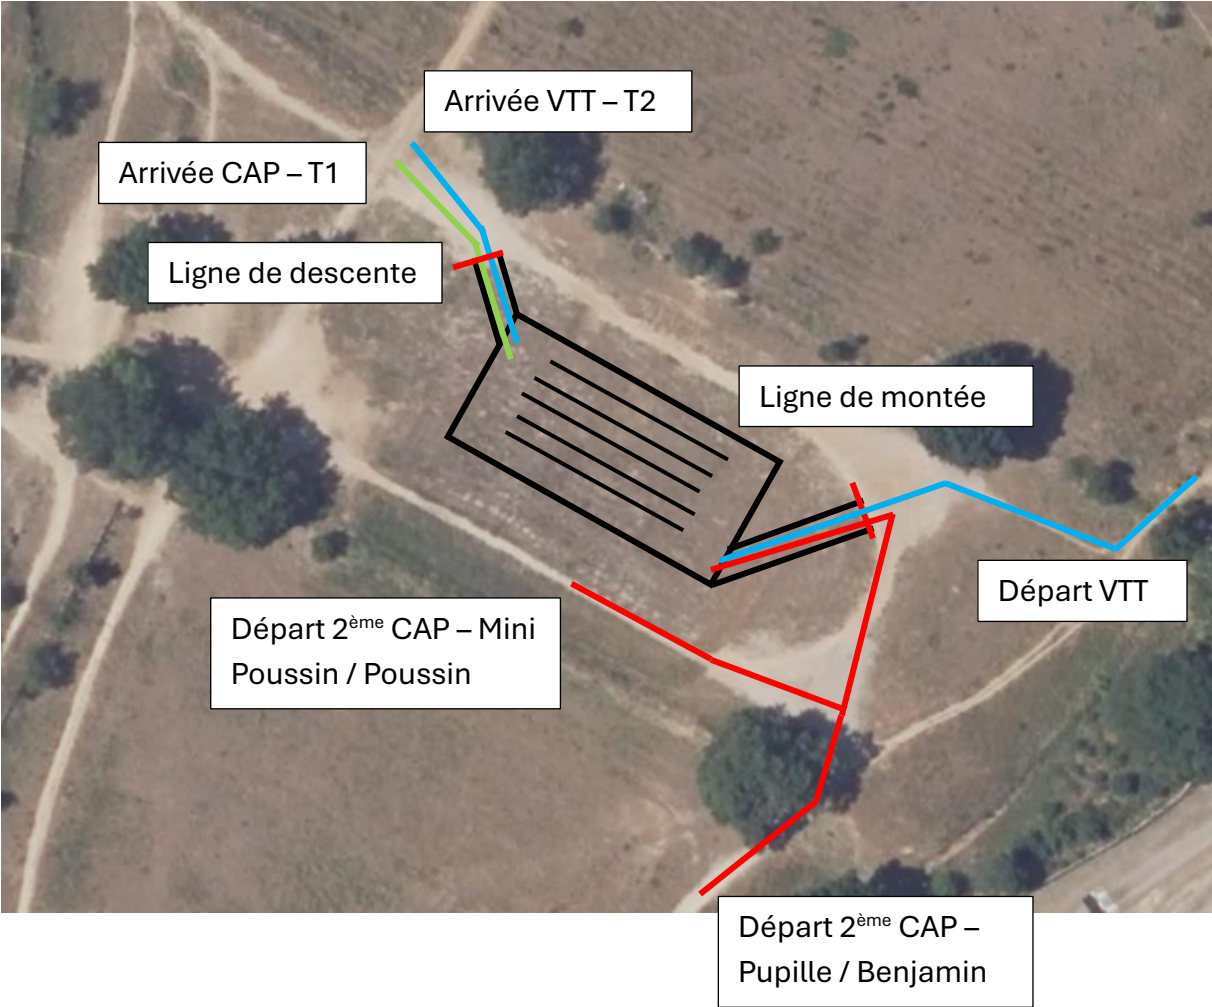 Arrivée VTT – T2
Arrivée CAP – T1
Ligne de descente
Ligne de montée
Départ VTT
Départ 2ème CAP – Mini
Poussin / Poussin
Départ 2ème CAP –
Pupille / Benjamin